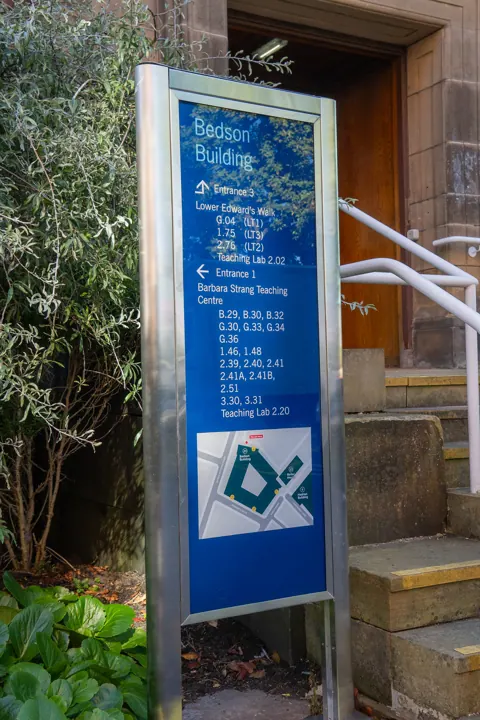 Bedson
Building
Entrance 3
Lower Edward's Walk
G.04 (LT1)
1.75 (LT3)
2.76 (LT2)
Teaching Lab 2.02
← Entrance 1
Barbara Strang Teaching
Centre
B.29, B.30, B.32
G.30, G.33, G.34
G.36
1.46, 1.48
2.39, 2.40, 2.41
2.41A, 2.41B,
2.51
3.30, 3.31
Teaching Lab 2.20
Bedson
Building